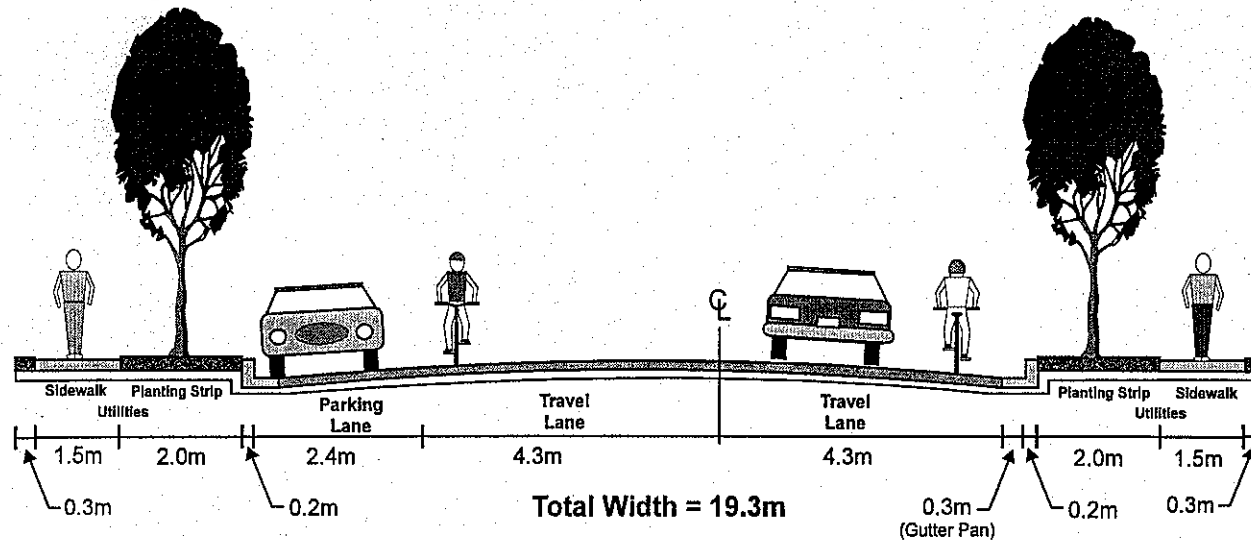 ℄
Sidewalk
Planting Strip
Utilities
Parking
Lane
Travel
Lane
Travel
Lane
Planting Strip
Sidewalk
Utilities
1.5m
2.0m
2.4m
4.3m
4.3m
2.0m
1.5m
0.3m
0.2m
Total Width = 19.3m
0.3m
(Gutter Pan)
0.2m
0.3m